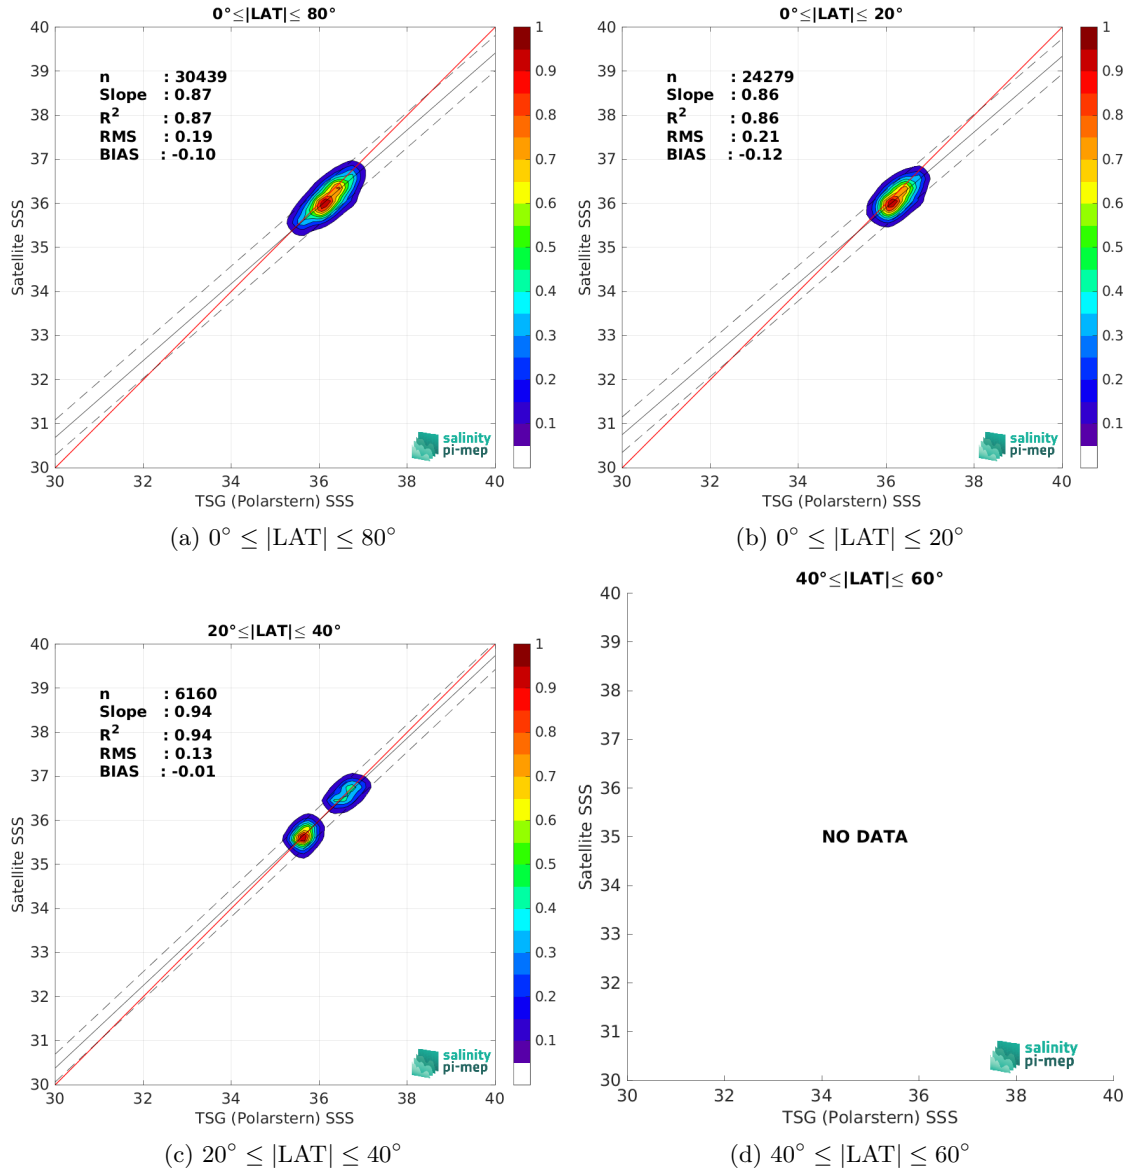 0°≤|LAT|≤ 80°
40
39
38
37
36
35
34
33
32
31
30
30
32
34
36
38
40
Satellite SSS
TSG (Polarstern) SSS
n : 30439
Slope : 0.87
R² : 0.87
RMS : 0.19
BIAS : -0.10
1
0.9
0.8
0.7
0.6
0.5
0.4
0.3
0.2
0.1
salinity
pi-mep
(a) 0° ≤ |LAT| ≤ 80°
0°≤|LAT|≤ 20°
40
39
38
37
36
35
34
33
32
31
30
30
32
34
36
38
40
Satellite SSS
TSG (Polarstern) SSS
n : 24279
Slope : 0.86
R² : 0.86
RMS : 0.21
BIAS : -0.12
1
0.9
0.8
0.7
0.6
0.5
0.4
0.3
0.2
0.1
salinity
pi-mep
(b) 0° ≤ |LAT| ≤ 20°
20°≤|LAT|≤ 40°
40
39
38
37
36
35
34
33
32
31
30
30
32
34
36
38
40
Satellite SSS
TSG (Polarstern) SSS
n : 6160
Slope : 0.94
R² : 0.94
RMS : 0.13
BIAS : -0.01
1
0.9
0.8
0.7
0.6
0.5
0.4
0.3
0.2
0.1
salinity
pi-mep
(c) 20° ≤ |LAT| ≤ 40°
40°≤|LAT|≤ 60°
40
39
38
37
36
35
34
33
32
31
30
30
32
34
36
38
40
Satellite SSS
TSG (Polarstern) SSS
NO DATA
salinity
pi-mep
(d) 40° ≤ |LAT| ≤ 60°